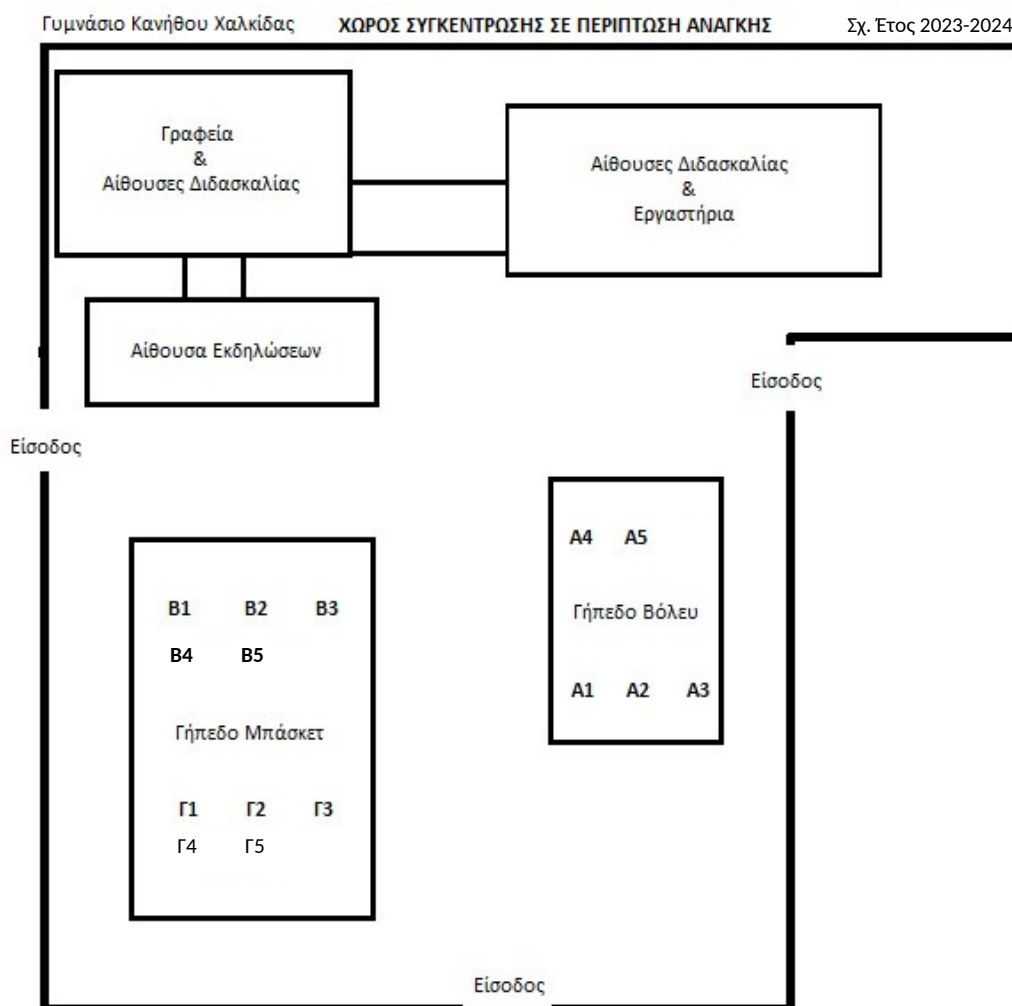 Γυμνάσιο Κανήθου Χαλκίδας ΧΩΡΟΣ ΣΥΓΚΕΝΤΡΩΣΗΣ ΣΕ ΠΕΡΙΠΤΩΣΗ ΑΝΑΓΚΗΣ Σχ. Έτος 2023-2024
Γραφεία
&
Αίθουσες Διδασκαλίας
Αίθουσες Διδασκαλίας
&
Εργαστήρια
Αίθουσα Εκδηλώσεων
Είσοδος
Είσοδος
Α4 Α5
Γήπεδο Βόλευ
Α1 Α2 Α3
Β1 Β2 Β3
Β4 Β5
Γήπεδο Μπάσκετ
Γ1 Γ2 Γ3
Γ4 Γ5
Είσοδος